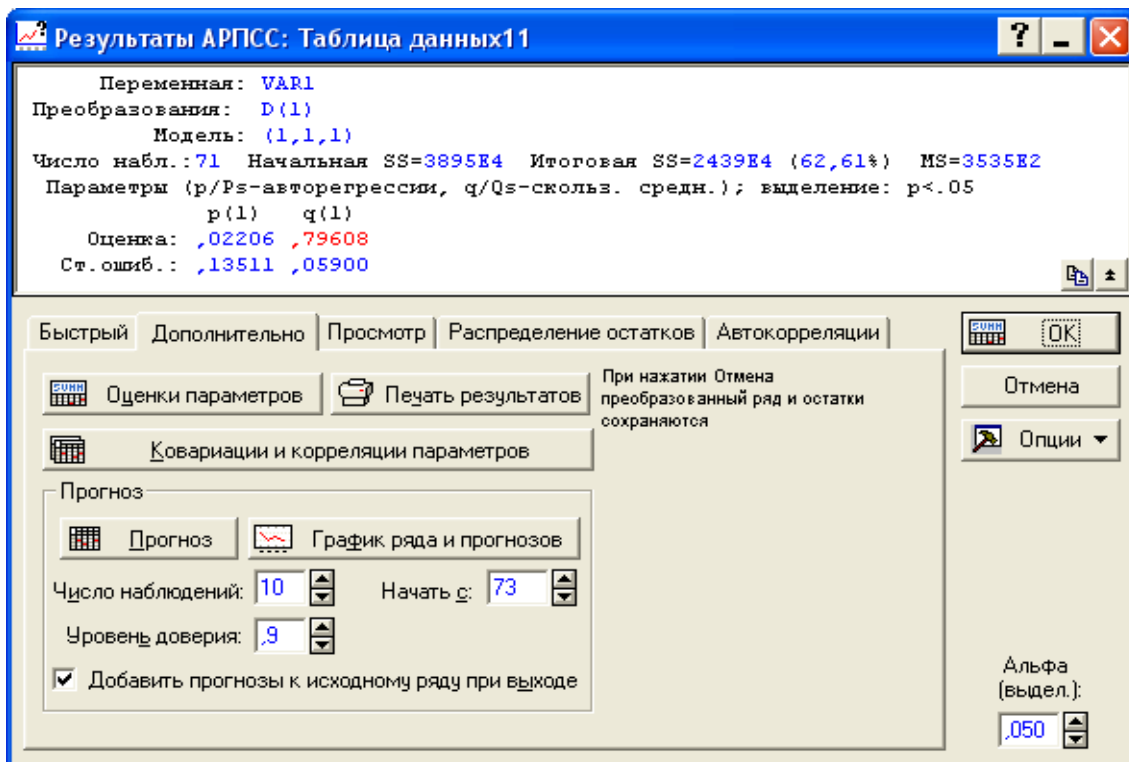 Результаты АРПСС: Таблица данных11
Переменная: VAR1
Преобразования: D(1)
Модель: (1,1,1)
Число набл.:71 Начальная SS=3895E4 Итоговая SS=2439E4 (62,61%) MS=3535E2
Параметры (p/Ps-авторегрессии, q/Qs-скольз. средн.); выделение: p<.05
p(1) q(1)
Оценка: ,02206 ,79608
Ст.ошиб.: ,13511 ,05900
Быстрый Дополнительно Просмотр Распределение остатков Автокорреляции
OK
Отмена
Опции
Оценки параметров Печать результатов
При нажатии Отмена
преобразованный ряд и остатки
сохраняются
Ковариации и корреляции параметров
Прогноз
Прогноз График ряда и прогнозов
Число наблюдений: 10 Начать с: 73
Уровень доверия: ,9
Добавить прогнозы к исходному ряду при выходе
Альфа
(выдел.):
,050